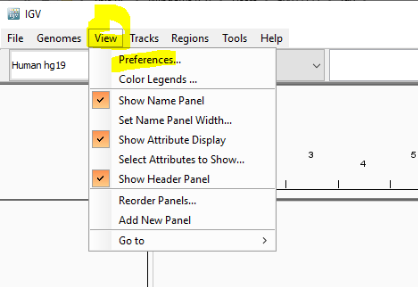 IGV
File Genomes View Tracks Regions Tools Help
Human hg19
Preferences...
Color Legends ...
Show Name Panel
Set Name Panel Width...
Show Attribute Display
Select Attributes to Show...
Show Header Panel
Reorder Panels...
Add New Panel
Go to
3 4 5